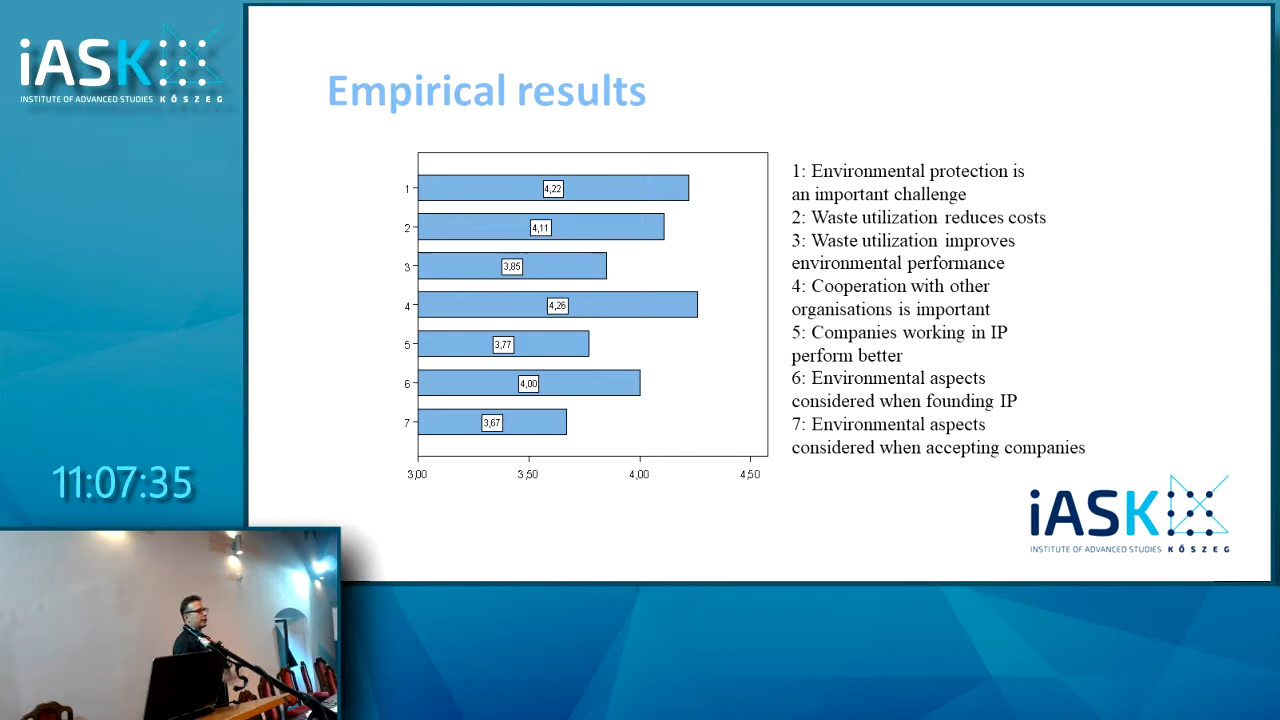 iASK
INSTITUTE OF ADVANCED STUDIES KŐSZEG
Empirical results
1
4,22
2
4,11
3
3,85
4
4,26
5
3,77
6
4,00
7
3,67
3,00
3,50
4,00
4,50
1: Environmental protection is
an important challenge
2: Waste utilization reduces costs
3: Waste utilization improves
environmental performance
4: Cooperation with other
organisations is important
5: Companies working in IP
perform better
6: Environmental aspects
considered when founding IP
7: Environmental aspects
considered when accepting companies
11:07:35
iASK
INSTITUTE OF ADVANCED STUDIES KŐSZEG